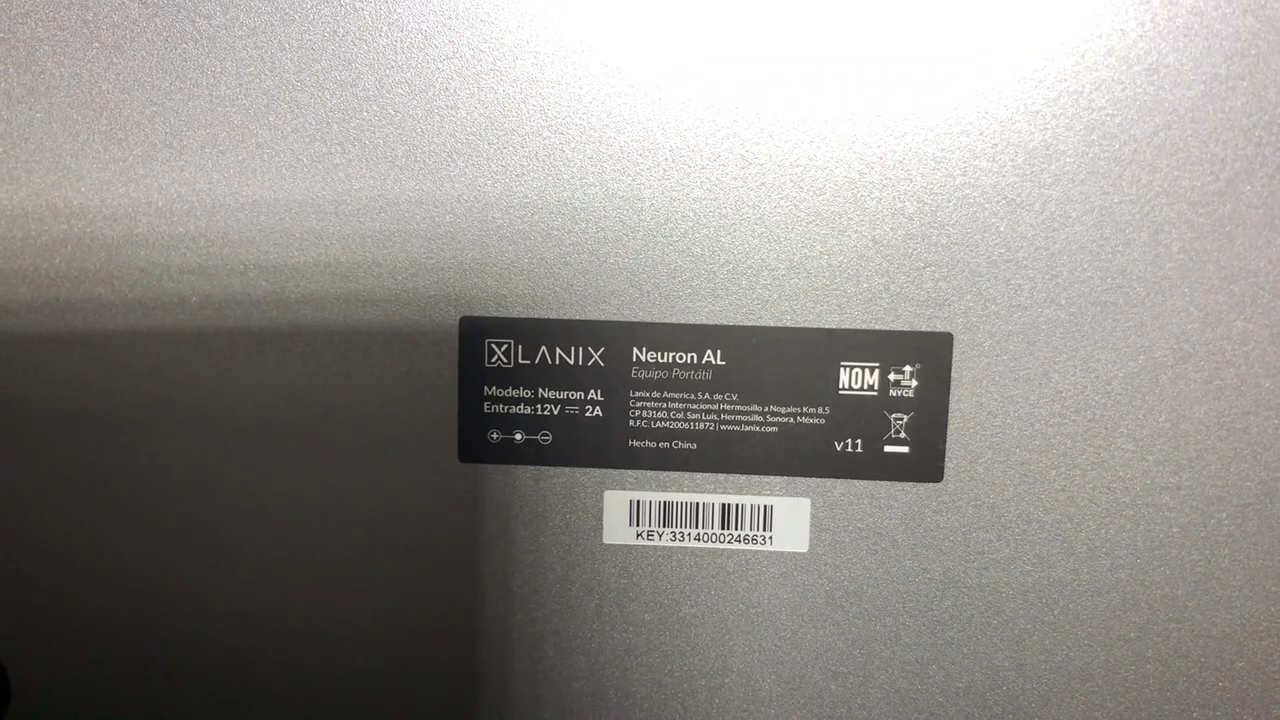 LANIX
Modelo: Neuron AL
Entrada:12V ⎓ 2A
Neuron AL
Equipo Portátil
Lanix de America, S.A. de C.V.
Carretera Internacional Hermosillo a Nogales Km 8,5
CP 83160, Col. San Luis, Hermosillo, Sonora, México
R.F.C. LAM200611872 | www.lanix.com
Hecho en China
NOM
NYCE
v11
KEY:3314000246631